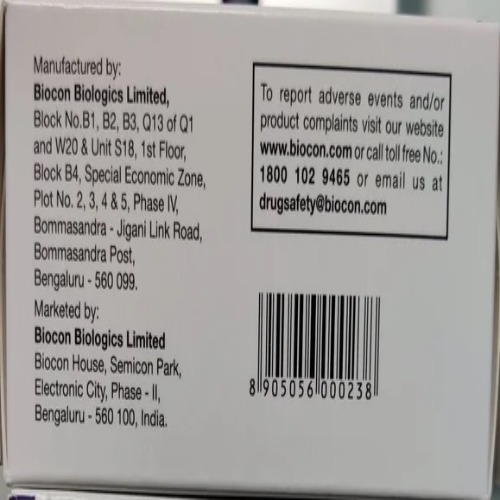 Manufactured by:
Biocon Biologics Limited,
Block No.B1, B2, B3, Q13 of Q1
and W20 & Unit S18, 1st Floor,
Block B4, Special Economic Zone,
Plot No. 2, 3, 4 & 5, Phase IV,
Bommasandra - Jigani Link Road,
Bommasandra Post,
Bengaluru - 560 099.
Marketed by:
Biocon Biologics Limited
Biocon House, Semicon Park,
Electronic City, Phase - II,
Bengaluru - 560 100, India.
To report adverse events and/or
product complaints visit our website
www.biocon.com or call toll free No.:
1800 102 9465 or email us at
drugsafety@biocon.com
8 905056 000238